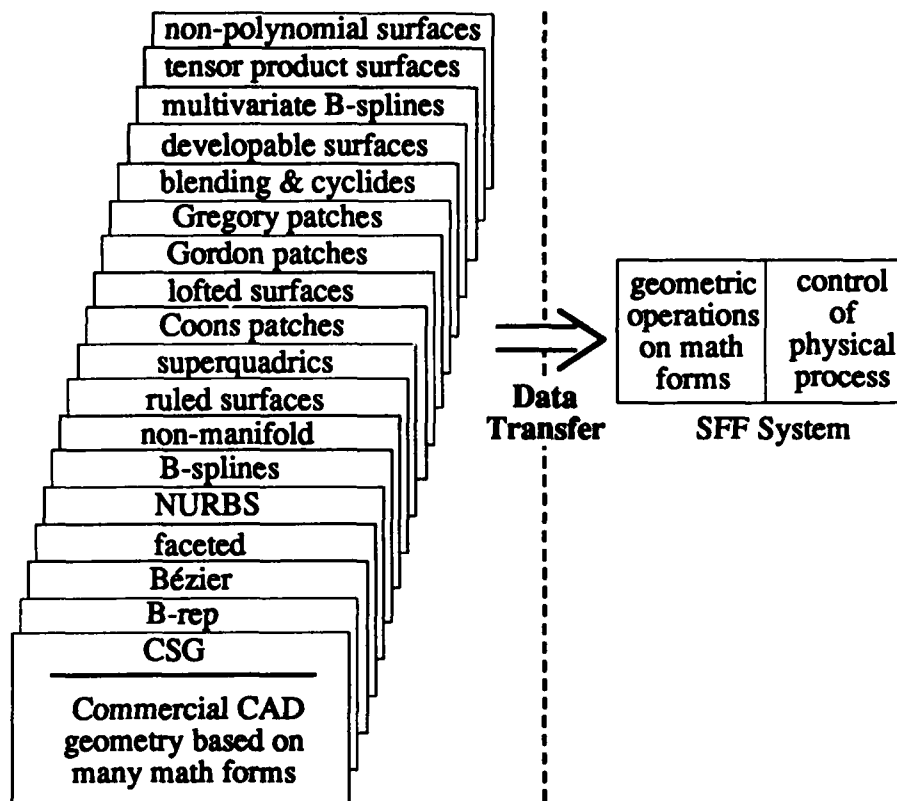 non-polynomial surfaces
tensor product surfaces
multivariate B-splines
developable surfaces
blending & cyclides
Gregory patches
Gordon patches
lofted surfaces
Coons patches
superquadrics
ruled surfaces
non-manifold
B-splines
NURBS
faceted
Bézier
B-rep
CSG
Commercial CAD
geometry based on
many math forms
Data
Transfer
geometric
operations
on math
forms
control
of
physical
process
SFF System